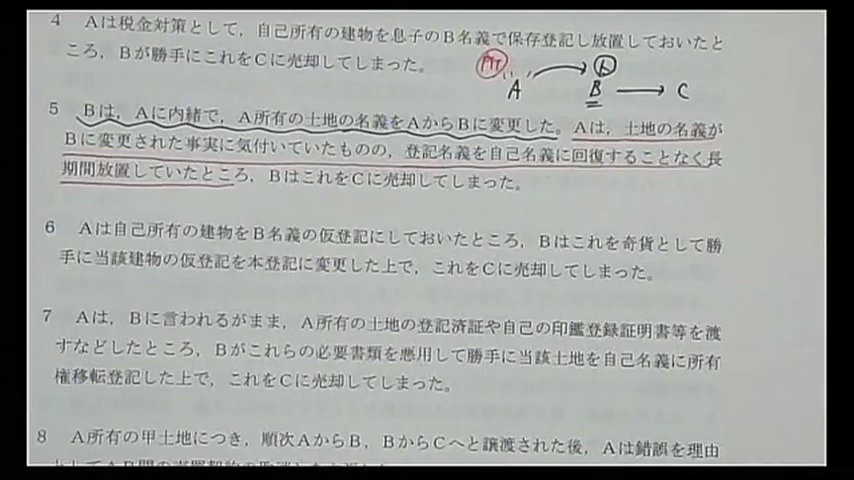 4 Aは税金対策として，自己所有の建物を息子のB名義で保存登記し放置しておいたと
ころ，Bが勝手にこれをCに売却してしまった。
A B C
5 Bは，Aに内緒で，A所有の土地の名義をAからBに変更した。Aは，土地の名義が
Bに変更された事実に気付いていたものの，登記名義を自己名義に回復することなく長
期間放置していたところ，BはこれをCに売却してしまった。
6 Aは自己所有の建物をB名義の仮登記にしておいたところ，Bはこれを奇貨として勝
手に当該建物の仮登記を本登記に変更した上で，これをCに売却してしまった。
7 Aは，Bに言われるがまま，A所有の土地の登記済証や自己の印鑑登録証明書等を渡
すなどしたところ，Bがこれらの必要書類を悪用して勝手に当該土地を自己名義に所有
権移転登記した上で，これをCに売却してしまった。
8 A所有の甲土地につき，順次AからB，BからCへと譲渡された後，Aは錯誤を理由